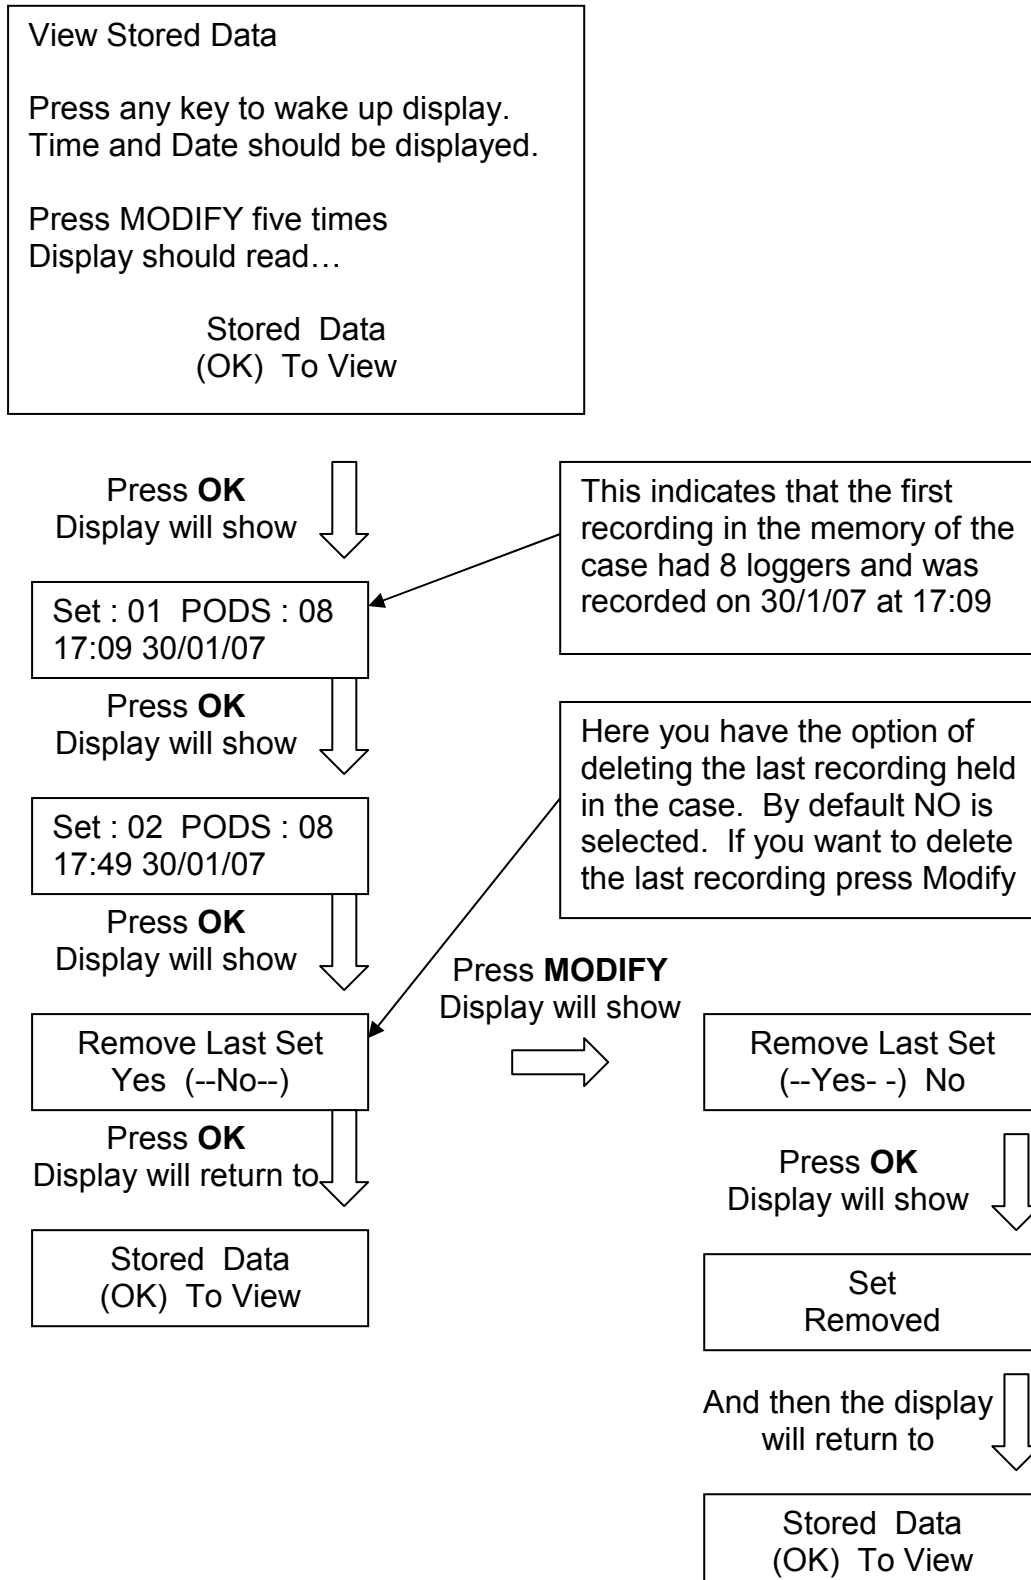 View Stored Data
Press any key to wake up display.
Time and Date should be displayed.
Press MODIFY five times
Display should read…
Stored Data
(OK) To View
Press OK
Display will show
This indicates that the first
recording in the memory of the
case had 8 loggers and was
recorded on 30/1/07 at 17:09
Set : 01 PODS : 08
17:09 30/01/07
Press OK
Display will show
Here you have the option of
deleting the last recording held
in the case. By default NO is
selected. If you want to delete
the last recording press Modify
Set : 02 PODS : 08
17:49 30/01/07
Press OK
Display will show
Press MODIFY
Display will show
Remove Last Set
Yes (--No--)
Remove Last Set
(--Yes- -) No
Press OK
Display will return to
Press OK
Display will show
Stored Data
(OK) To View
Set
Removed
And then the display
will return to
Stored Data
(OK) To View